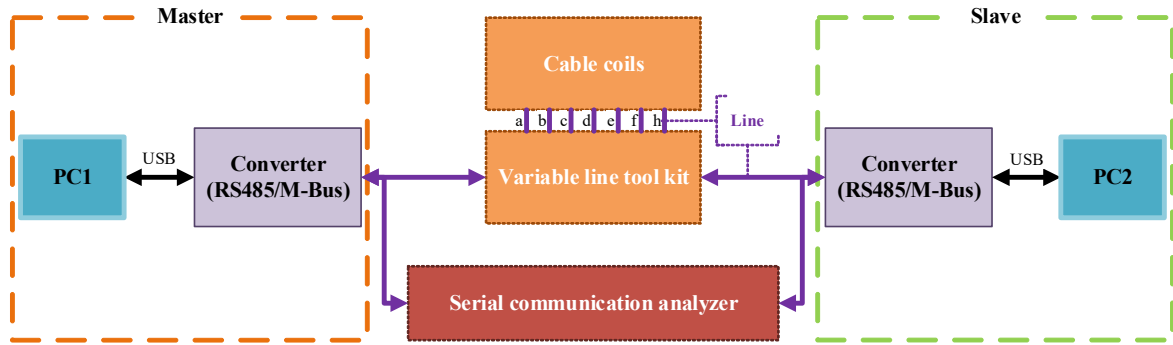 Master
Slave
Cable coils
a b c d e f h
Line
PC1
USB
Converter
(RS485/M-Bus)
Variable line tool kit
Converter
(RS485/M-Bus)
USB
PC2
Serial communication analyzer